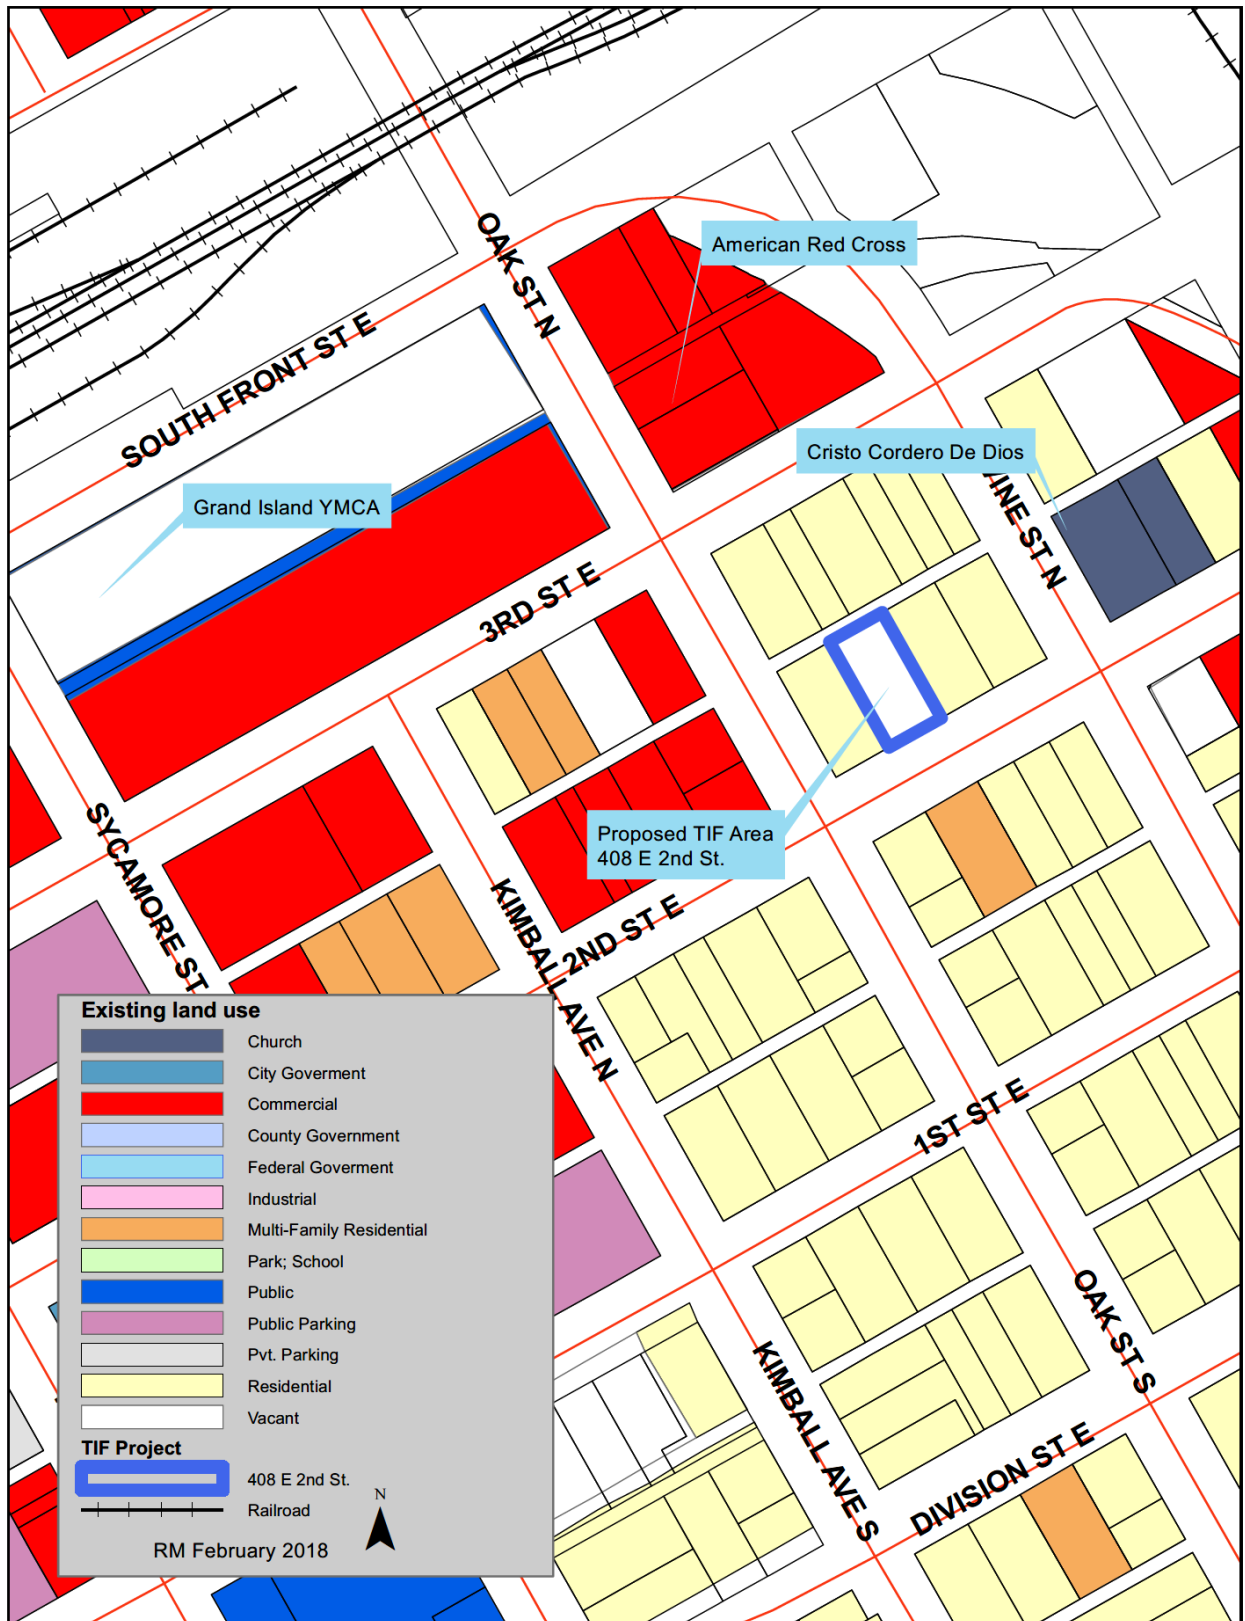 OAK ST N
American Red Cross
SOUTH FRONT ST E
Cristo Cordero De Dios
VINE ST N
Grand Island YMCA
3RD ST E
Proposed TIF Area
408 E 2nd St.
SYCAMORE ST
KIMBALL AVE N
2ND ST E
1ST ST E
OAK ST S
KIMBALL AVE S
DIVISION ST E
Existing land use
Church
City Goverment
Commercial
County Government
Federal Goverment
Industrial
Multi-Family Residential
Park; School
Public
Public Parking
Pvt. Parking
Residential
Vacant
TIF Project
408 E 2nd St.
Railroad
N
RM February 2018